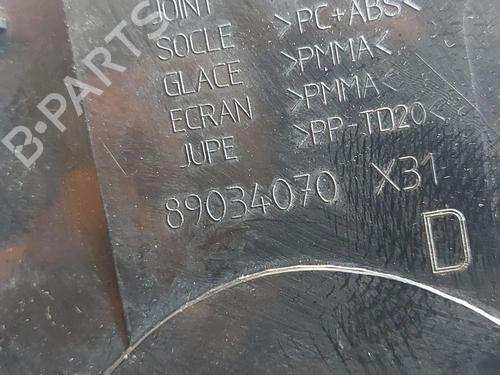 JOINT
SOCLE >PC+ABS<
GLACE >PMMA<
ECRAN >PMMA<
JUPE >PP-TD20<
89034070 X31
D
B-PARTS